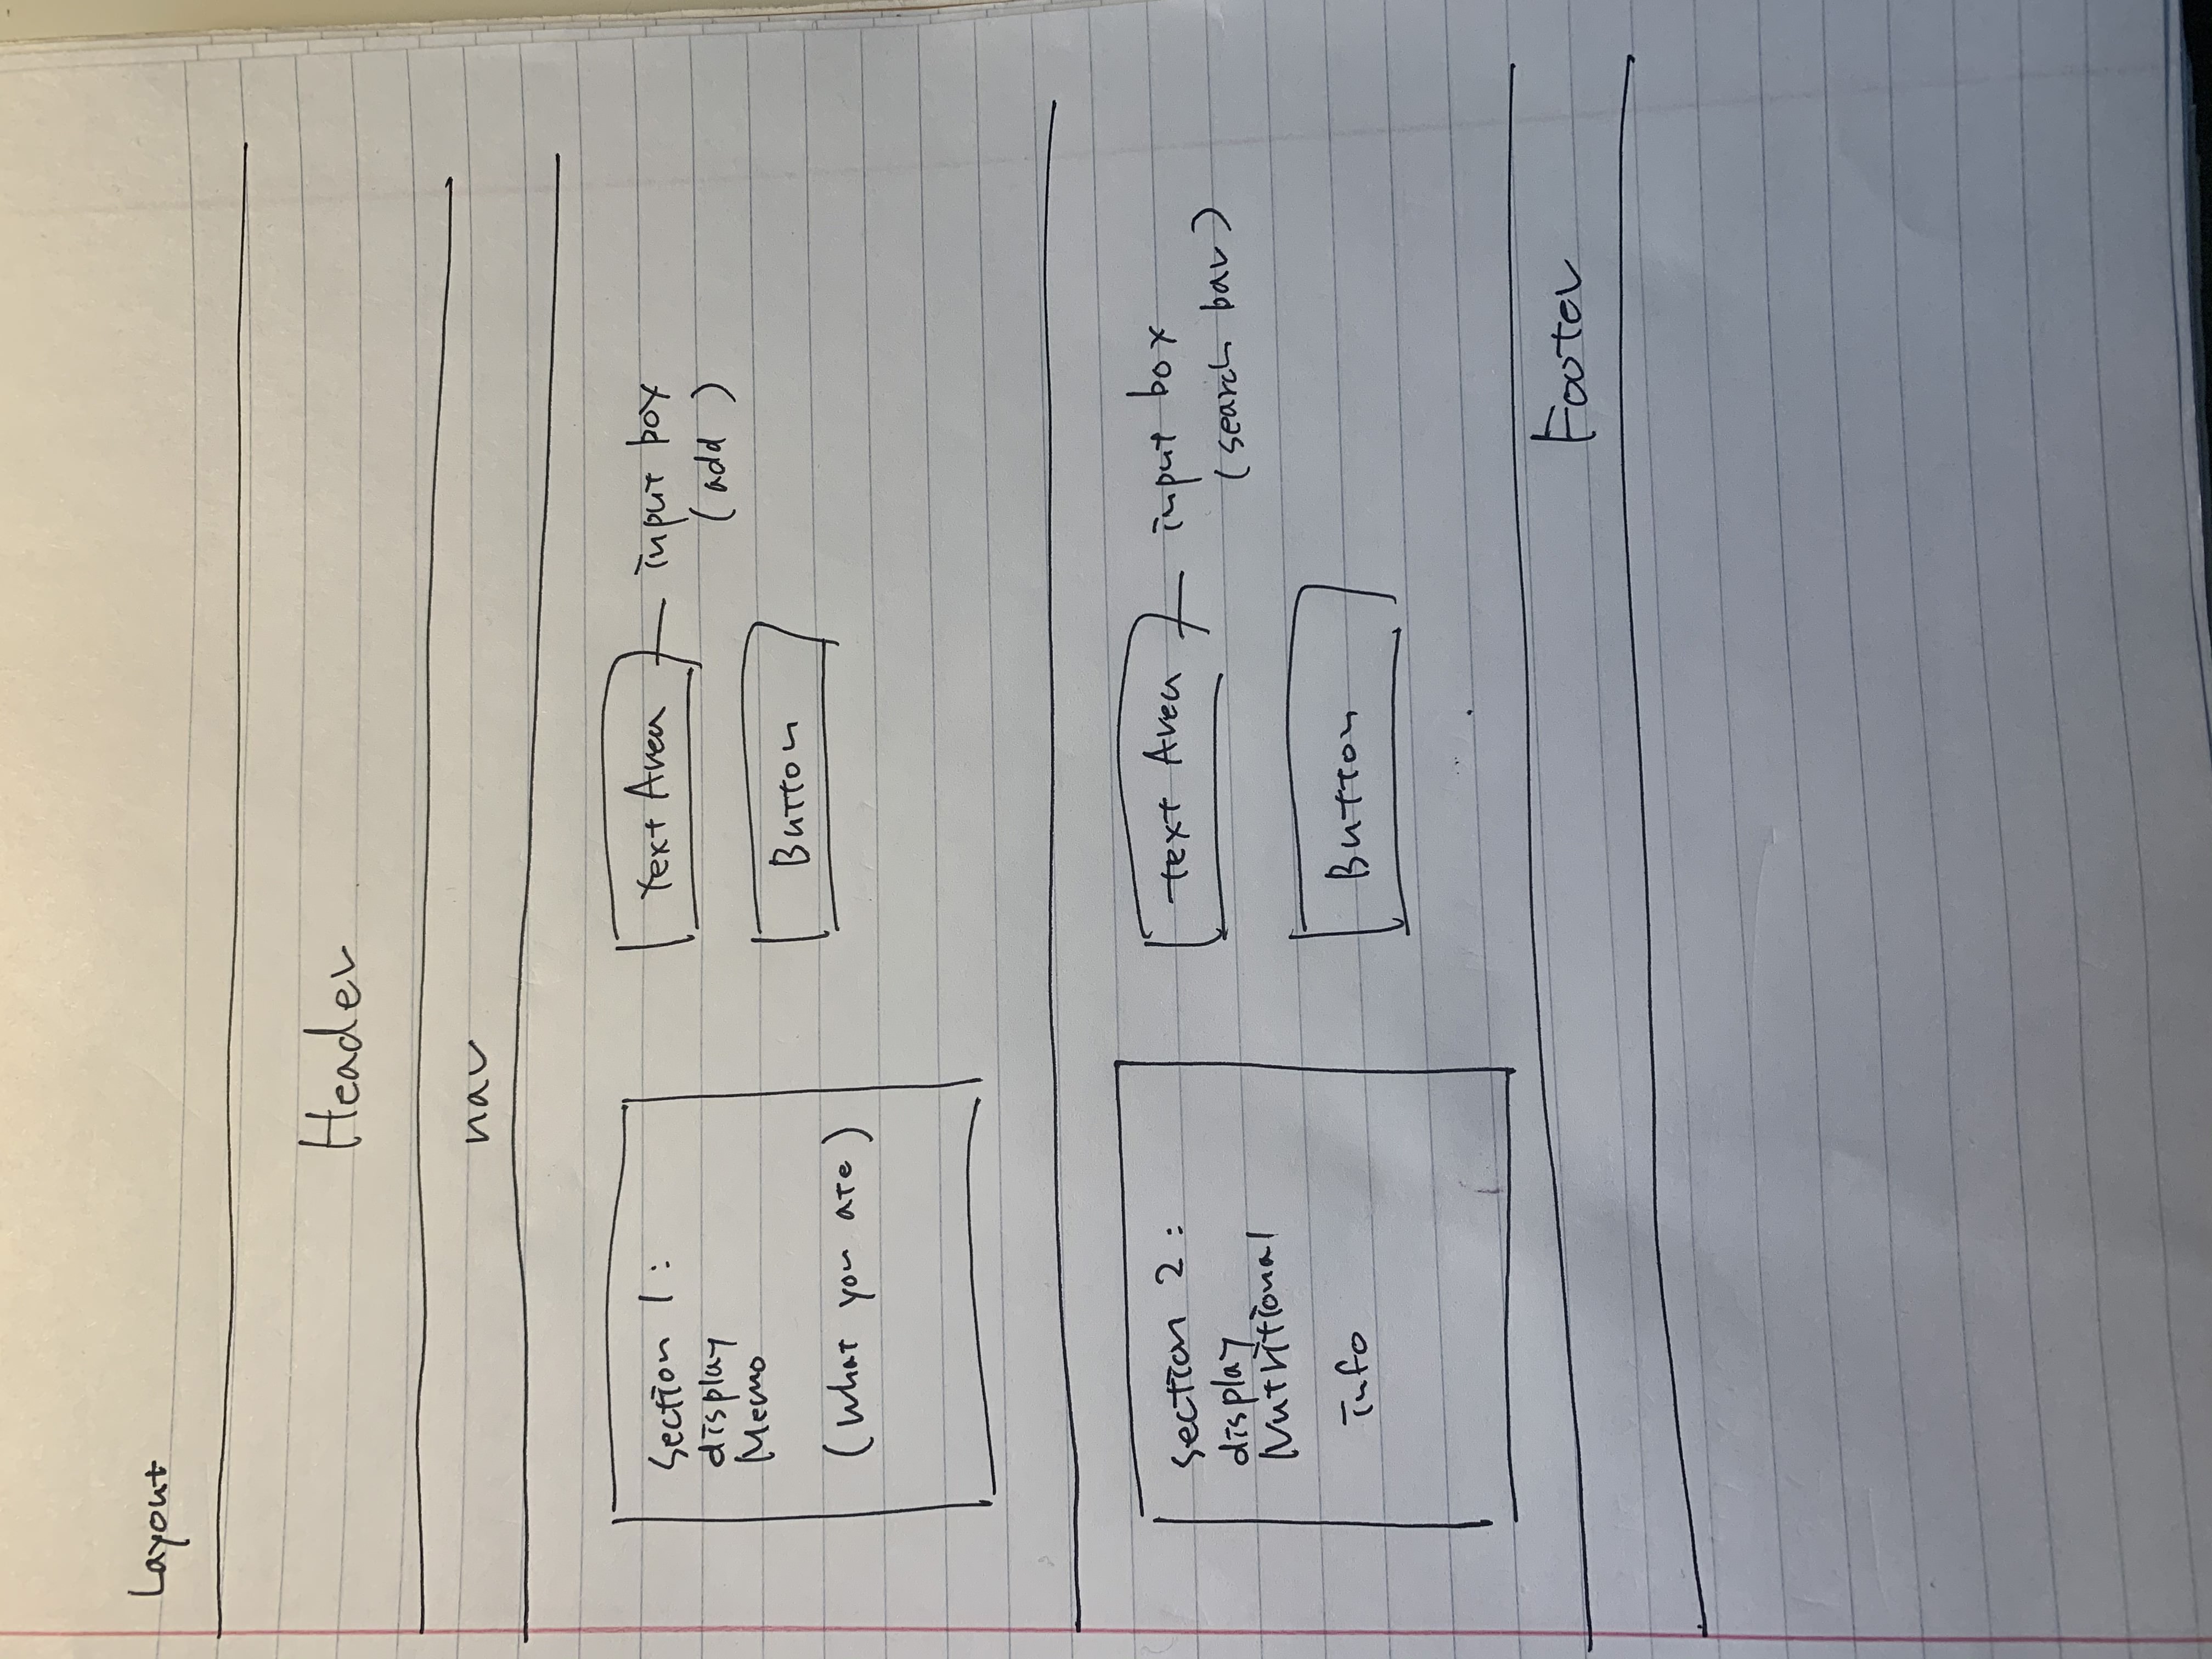 Layout
Header
nav
Section 1 :
display
Memo
(What you ate)
Text Area
input box
(add)
Button
Section 2 :
display
Nutritional
info
text Area
input box
(search bar)
Button
Footer